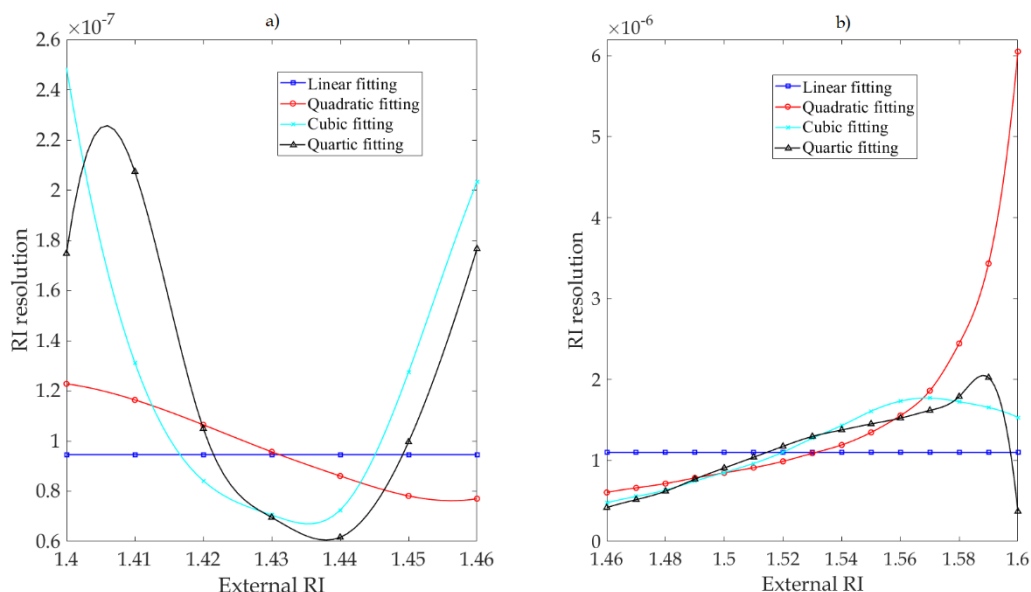 a)
×10-7
2.6
2.4
2.2
2
1.8
1.6
1.4
1.2
1
0.8
0.6
RI resolution
Linear fitting
Quadratic fitting
Cubic fitting
Quartic fitting
1.4 1.41 1.42 1.43 1.44 1.45 1.46
External RI
b)
×10-6
6
5
4
3
2
1
0
RI resolution
Linear fitting
Quadratic fitting
Cubic fitting
Quartic fitting
1.46 1.48 1.5 1.52 1.54 1.56 1.58 1.6
External RI